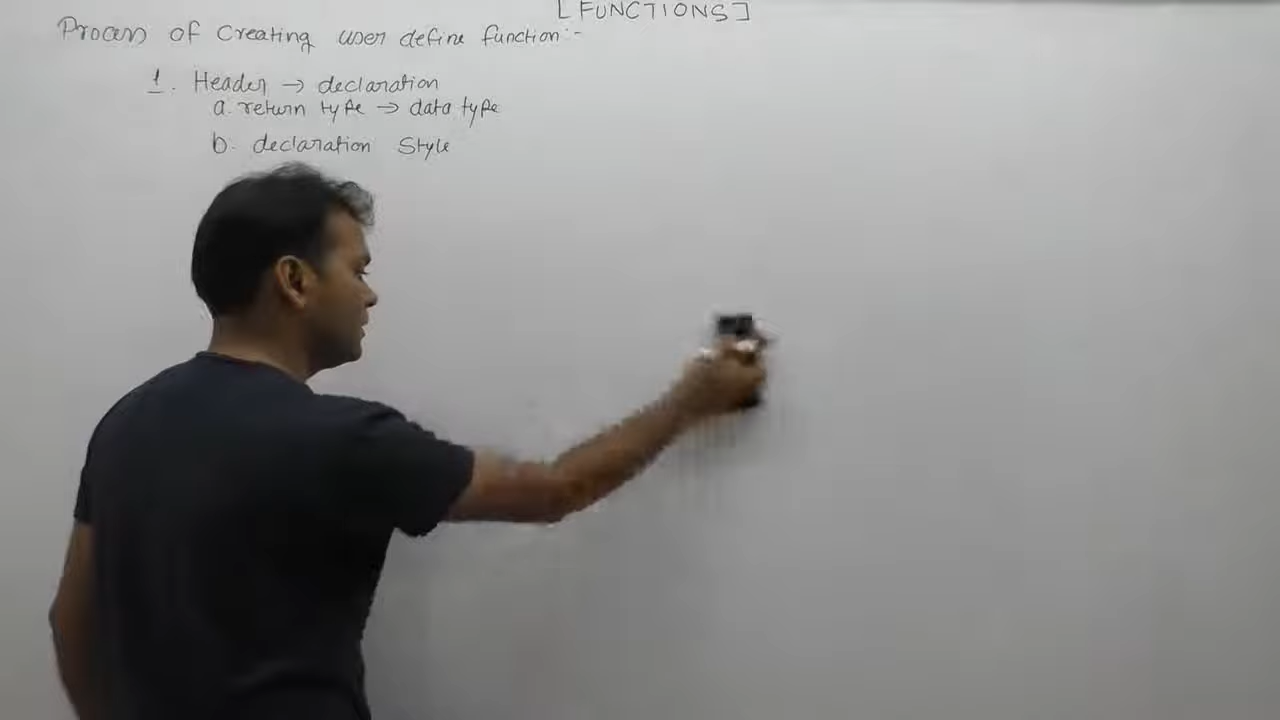 [FUNCTIONS]
Process of Creating user define function:-
1. Header → declaration
a. return type → data type
b. declaration Style